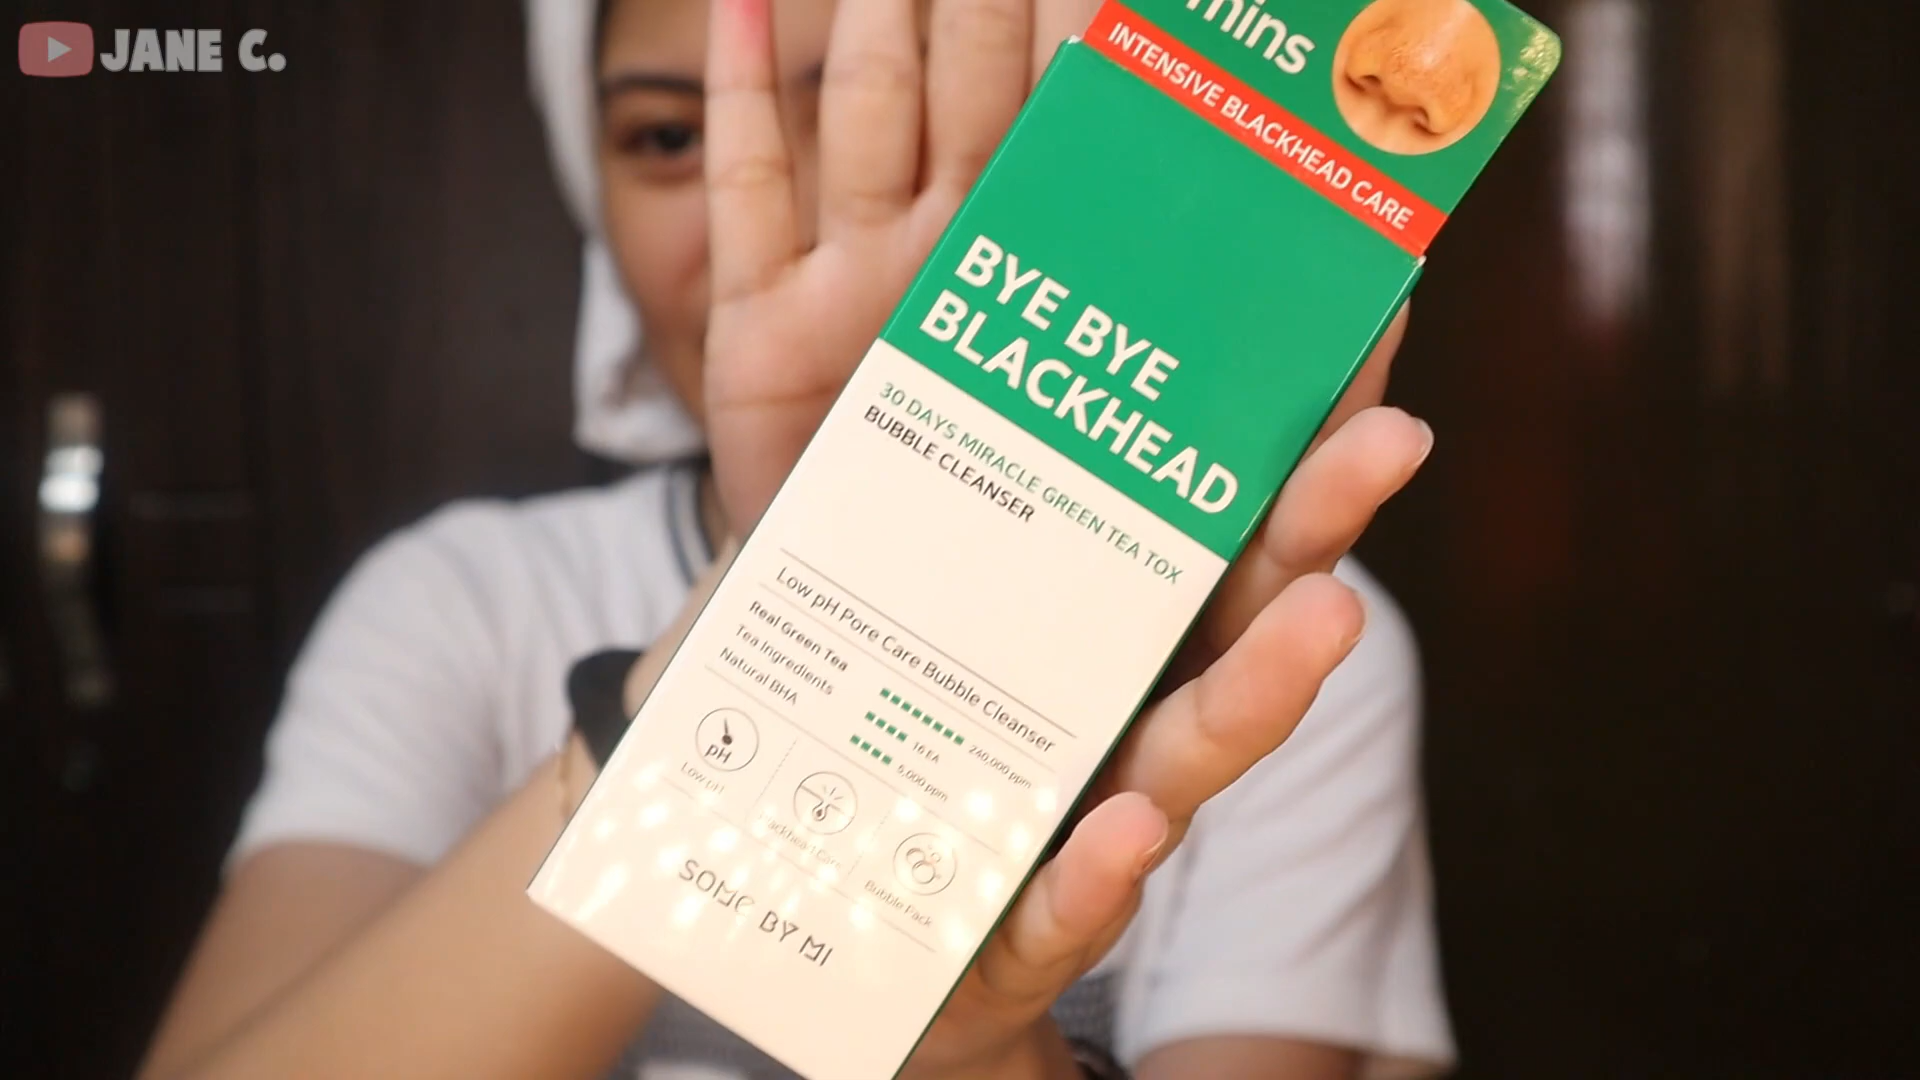 JANE C.
mins
INTENSIVE BLACKHEAD CARE
BYE BYE
BLACKHEAD
30 DAYS MIRACLE GREEN TEA TOX
BUBBLE CLEANSER
Low pH Pore Care Bubble Cleanser
Real Green Tea 240,000 ppm
Tea Ingredients 16 EA
Natural BHA 6,000 ppm
pH
Low pH
Blackhead Care
Bubble Pack
SOME BY MI